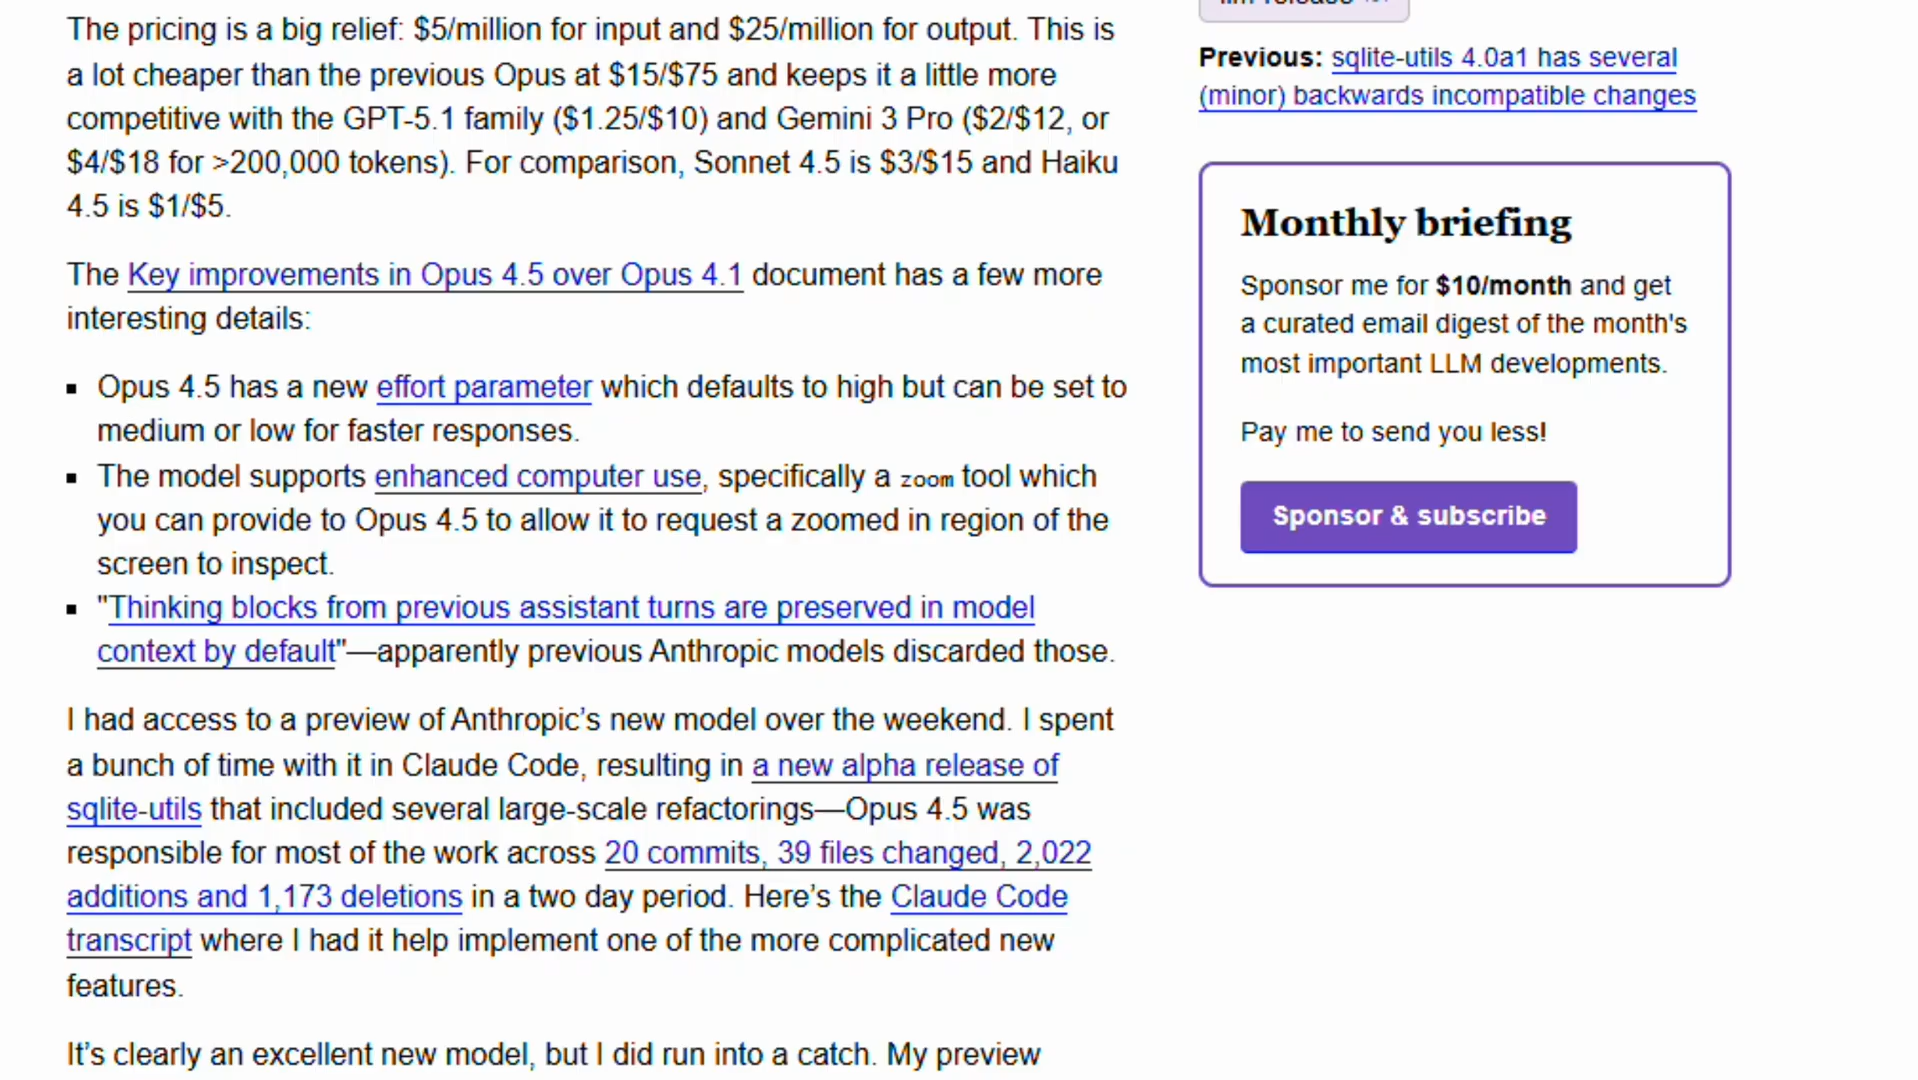 The pricing is a big relief: $5/million for input and $25/million for output. This is
a lot cheaper than the previous Opus at $15/$75 and keeps it a little more
competitive with the GPT-5.1 family ($1.25/$10) and Gemini 3 Pro ($2/$12, or
$4/$18 for >200,000 tokens). For comparison, Sonnet 4.5 is $3/$15 and Haiku
4.5 is $1/$5.
The Key improvements in Opus 4.5 over Opus 4.1 document has a few more
interesting details:
▪ Opus 4.5 has a new effort parameter which defaults to high but can be set to
medium or low for faster responses.
▪ The model supports enhanced computer use, specifically a zoom tool which
you can provide to Opus 4.5 to allow it to request a zoomed in region of the
screen to inspect.
▪ "Thinking blocks from previous assistant turns are preserved in model
context by default"—apparently previous Anthropic models discarded those.
I had access to a preview of Anthropic’s new model over the weekend. I spent
a bunch of time with it in Claude Code, resulting in a new alpha release of
sqlite-utils that included several large-scale refactorings—Opus 4.5 was
responsible for most of the work across 20 commits, 39 files changed, 2,022
additions and 1,173 deletions in a two day period. Here’s the Claude Code
transcript where I had it help implement one of the more complicated new
features.
It’s clearly an excellent new model, but I did run into a catch. My preview
Previous: sqlite-utils 4.0a1 has several
(minor) backwards incompatible changes
Monthly briefing
Sponsor me for $10/month and get
a curated email digest of the month's
most important LLM developments.
Pay me to send you less!
Sponsor & subscribe